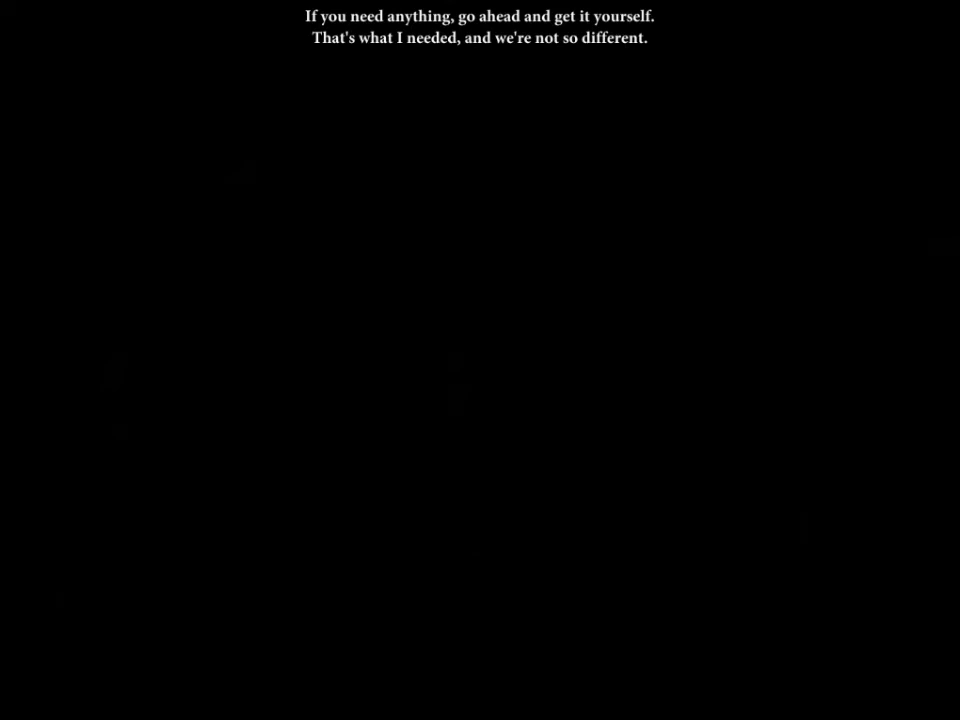 If you need anything, go ahead and get it yourself.
That's what I needed, and we're not so different.